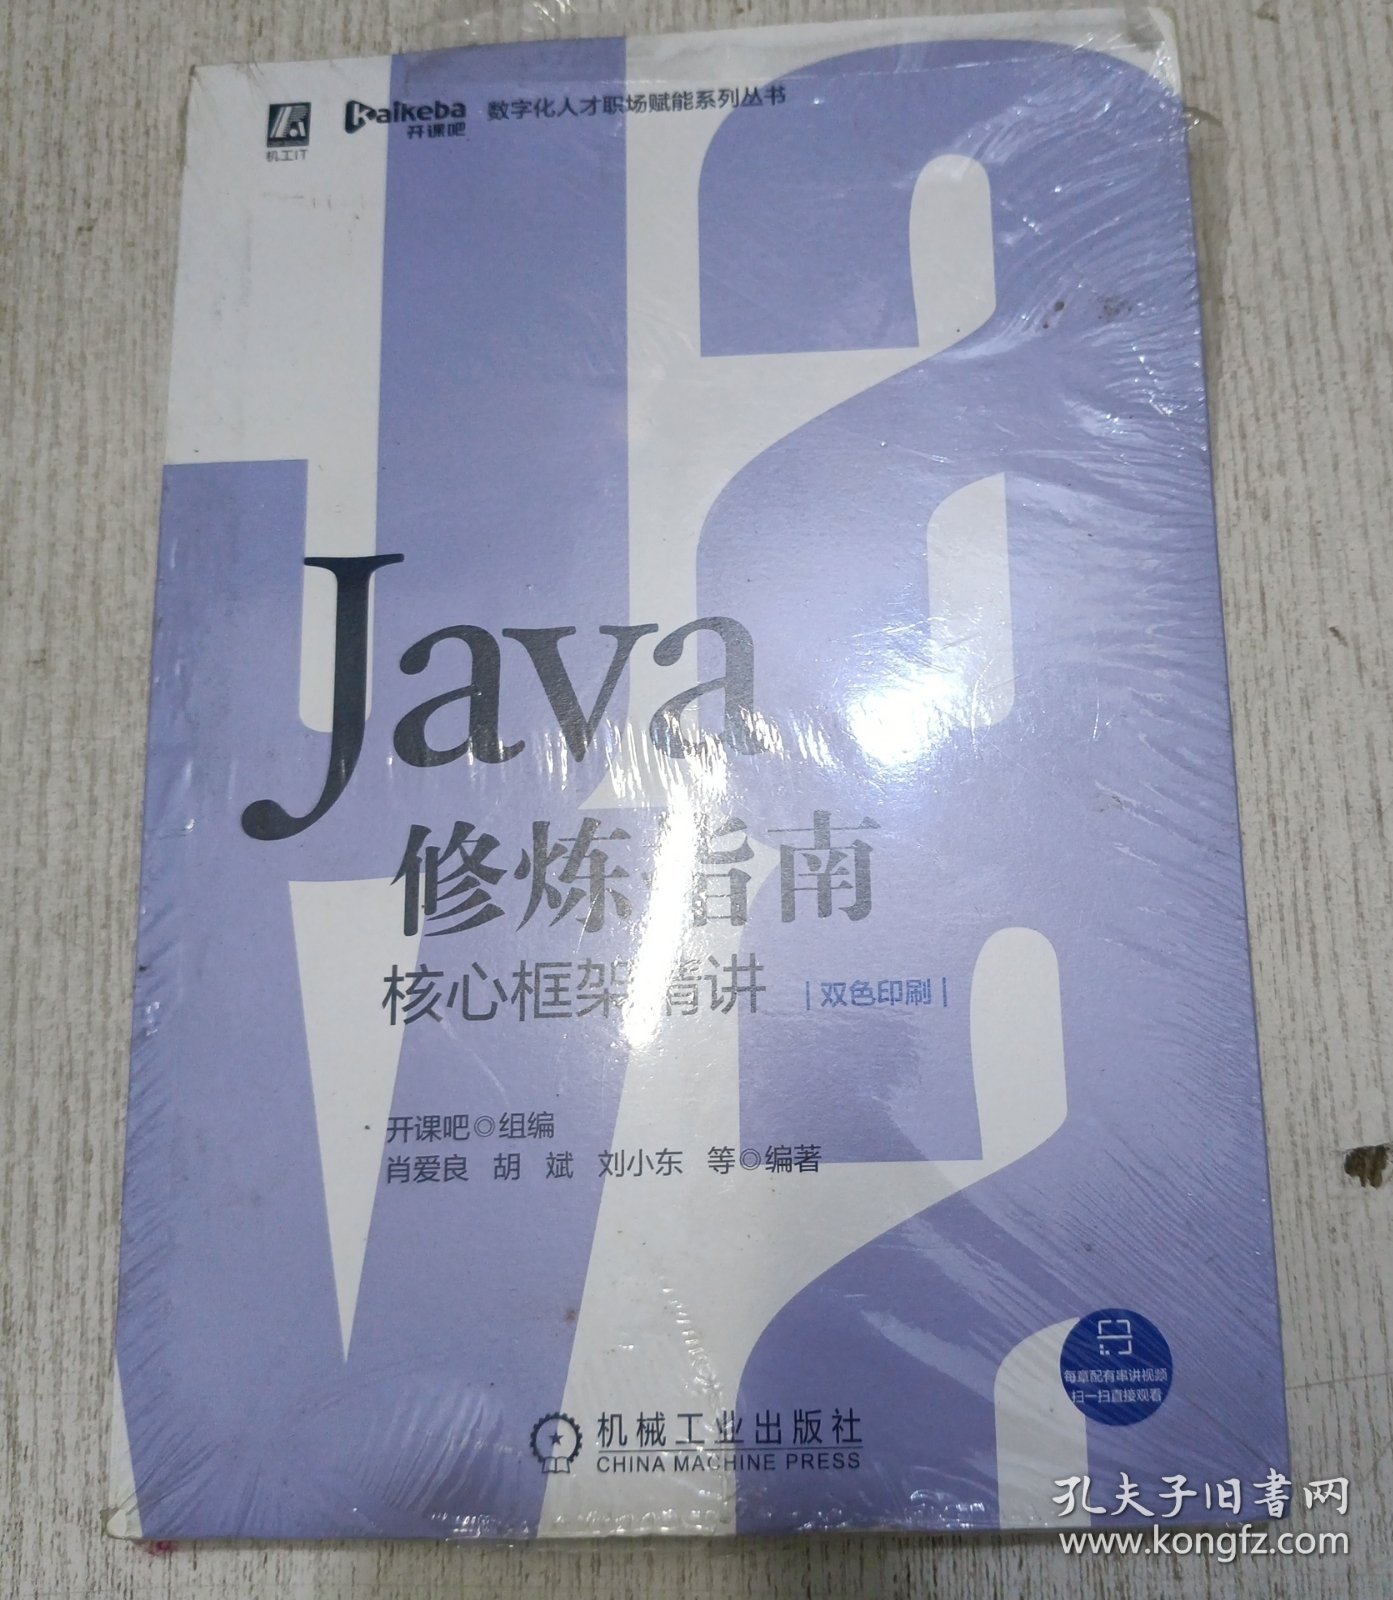 机工IT
Kaikeba
开课吧
数字化人才职场赋能系列丛书
Java
修炼指南
核心框架精讲 |双色印刷|
开课吧◎组编
肖爱良 胡 斌 刘小东 等◎编著
每章配有串讲视频
扫一扫直接观看
机械工业出版社
CHINA MACHINE PRESS
孔夫子旧書网
www.kongfz.com